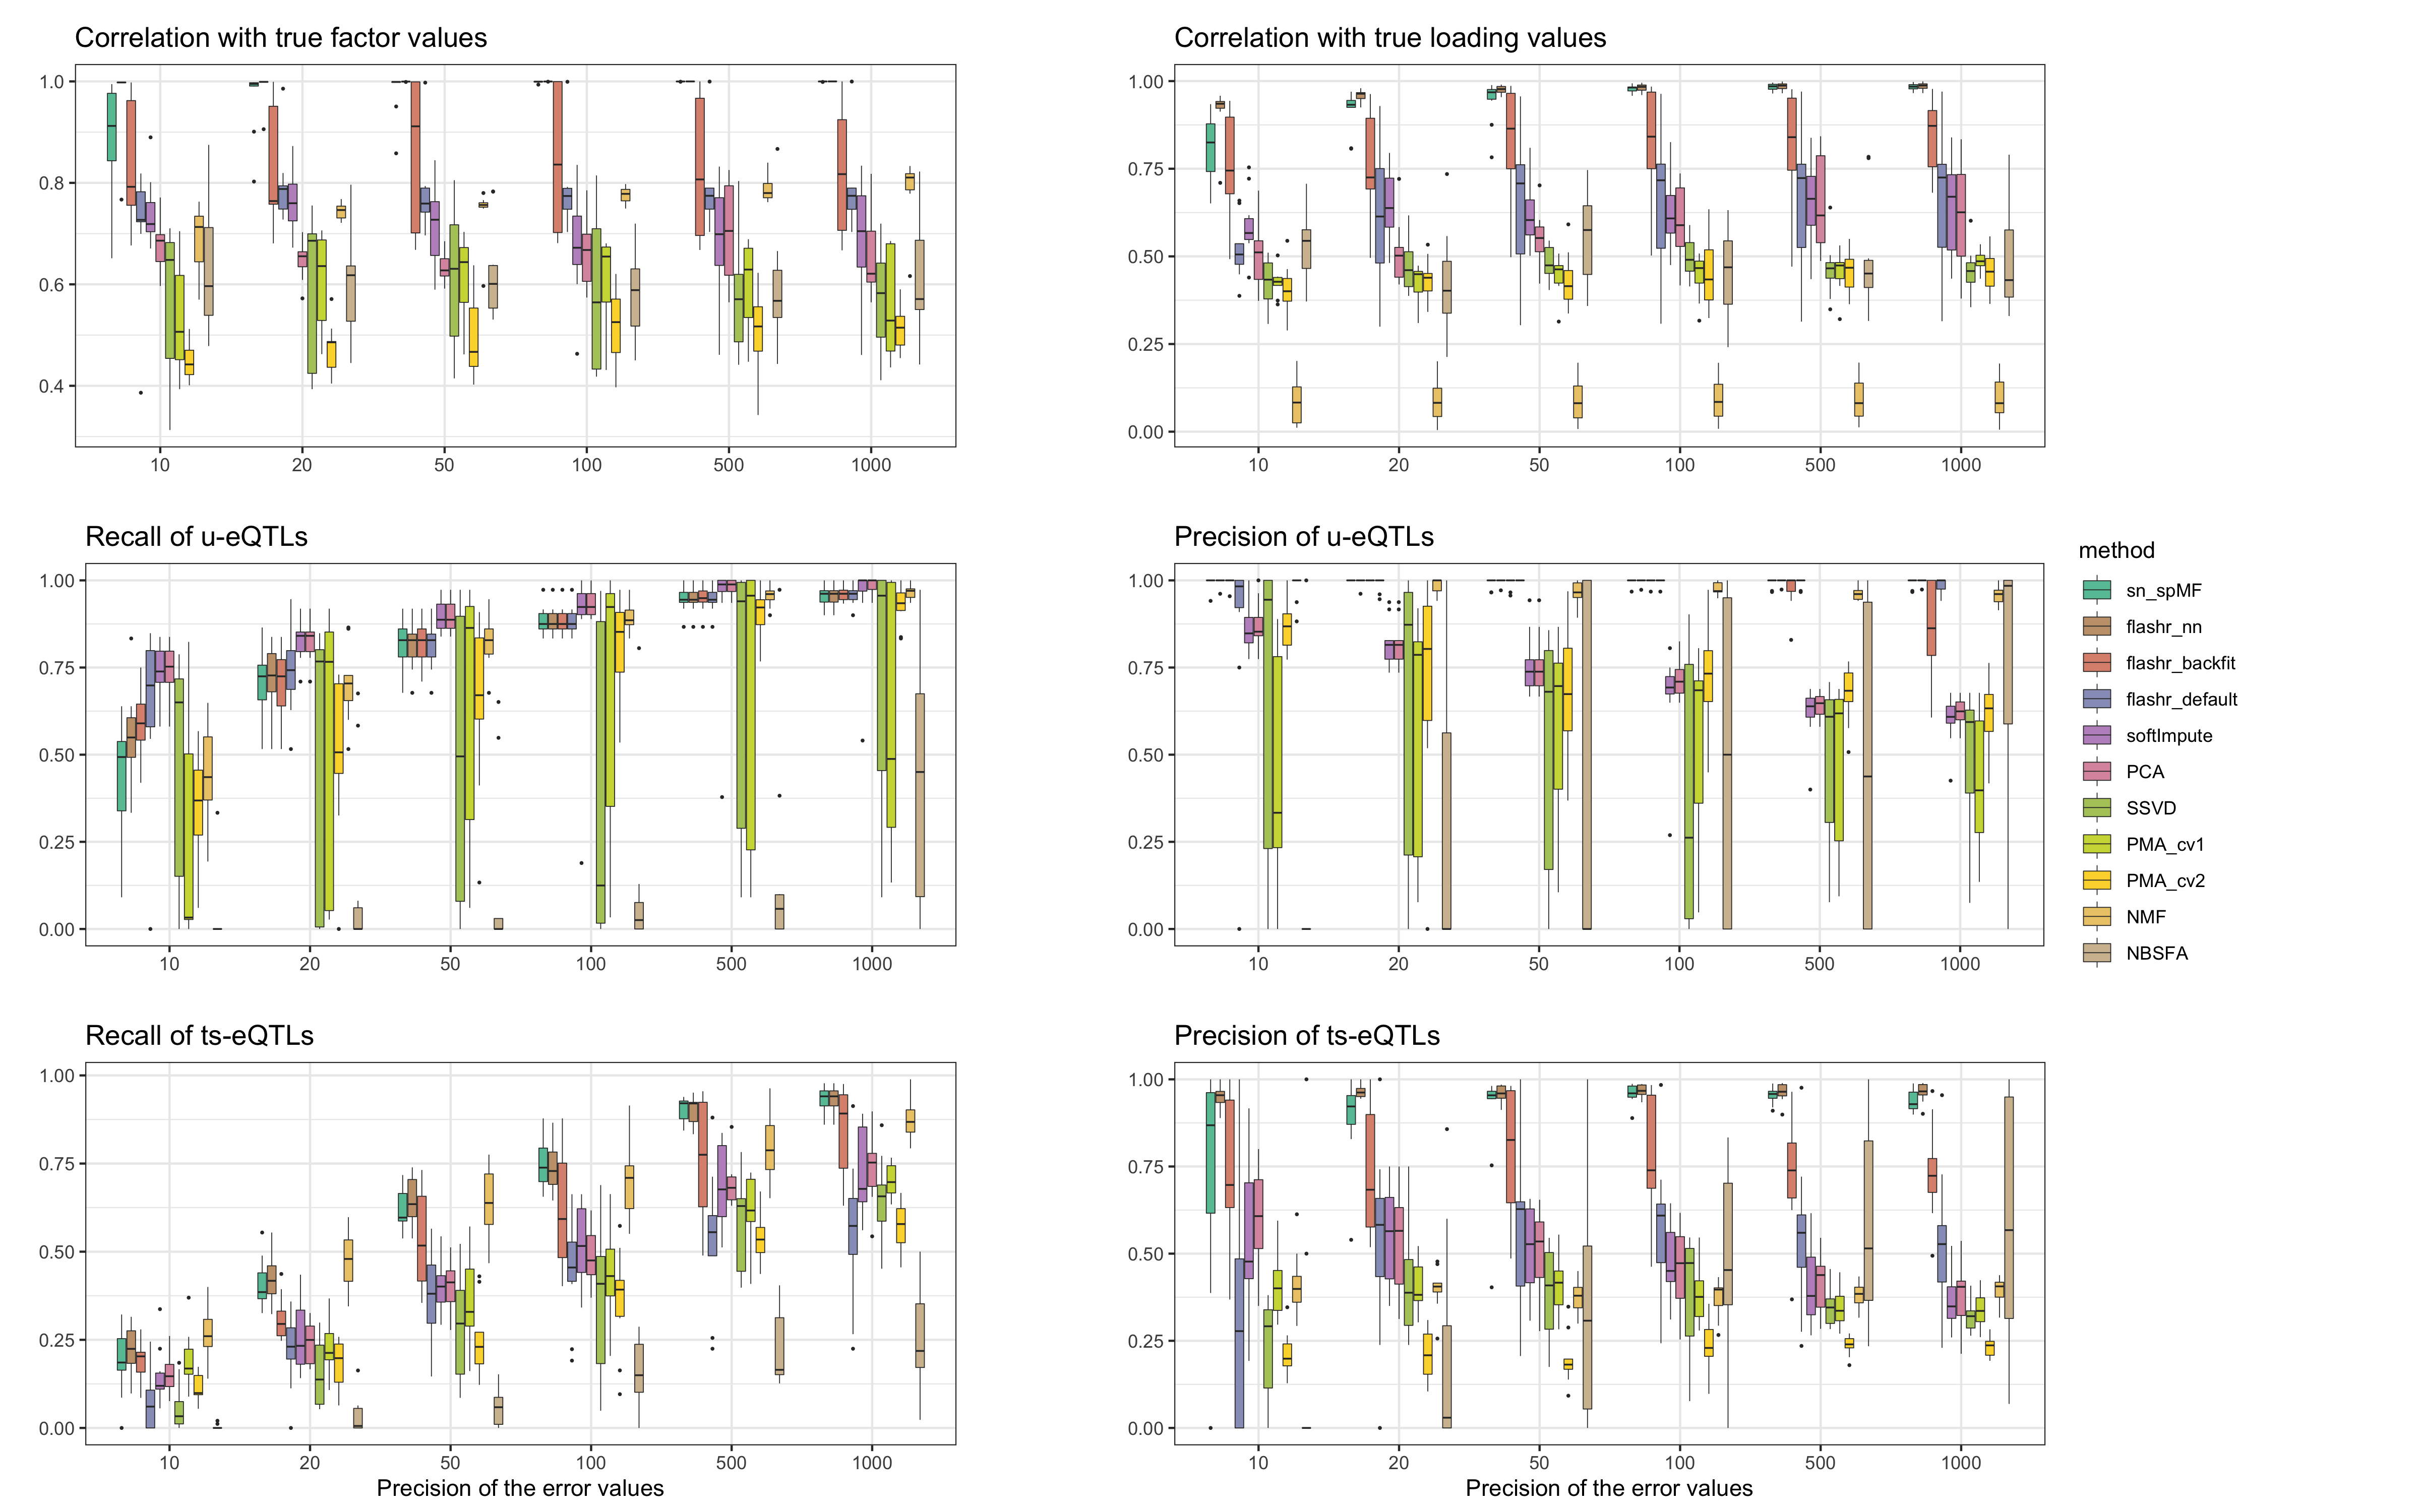 Correlation with true factor values
1.0
0.8
0.6
0.4
10 20 50 100 500 1000
Correlation with true loading values
1.00
0.75
0.50
0.25
0.00
10 20 50 100 500 1000
Recall of u-eQTLs
1.00
0.75
0.50
0.25
0.00
10 20 50 100 500 1000
Precision of u-eQTLs
1.00
0.75
0.50
0.25
0.00
10 20 50 100 500 1000
method
sn_spMF
flashr_nn
flashr_backfit
flashr_default
softImpute
PCA
SSVD
PMA_cv1
PMA_cv2
NMF
NBSFA
Recall of ts-eQTLs
1.00
0.75
0.50
0.25
0.00
10 20 50 100 500 1000
Precision of the error values
Precision of ts-eQTLs
1.00
0.75
0.50
0.25
0.00
10 20 50 100 500 1000
Precision of the error values